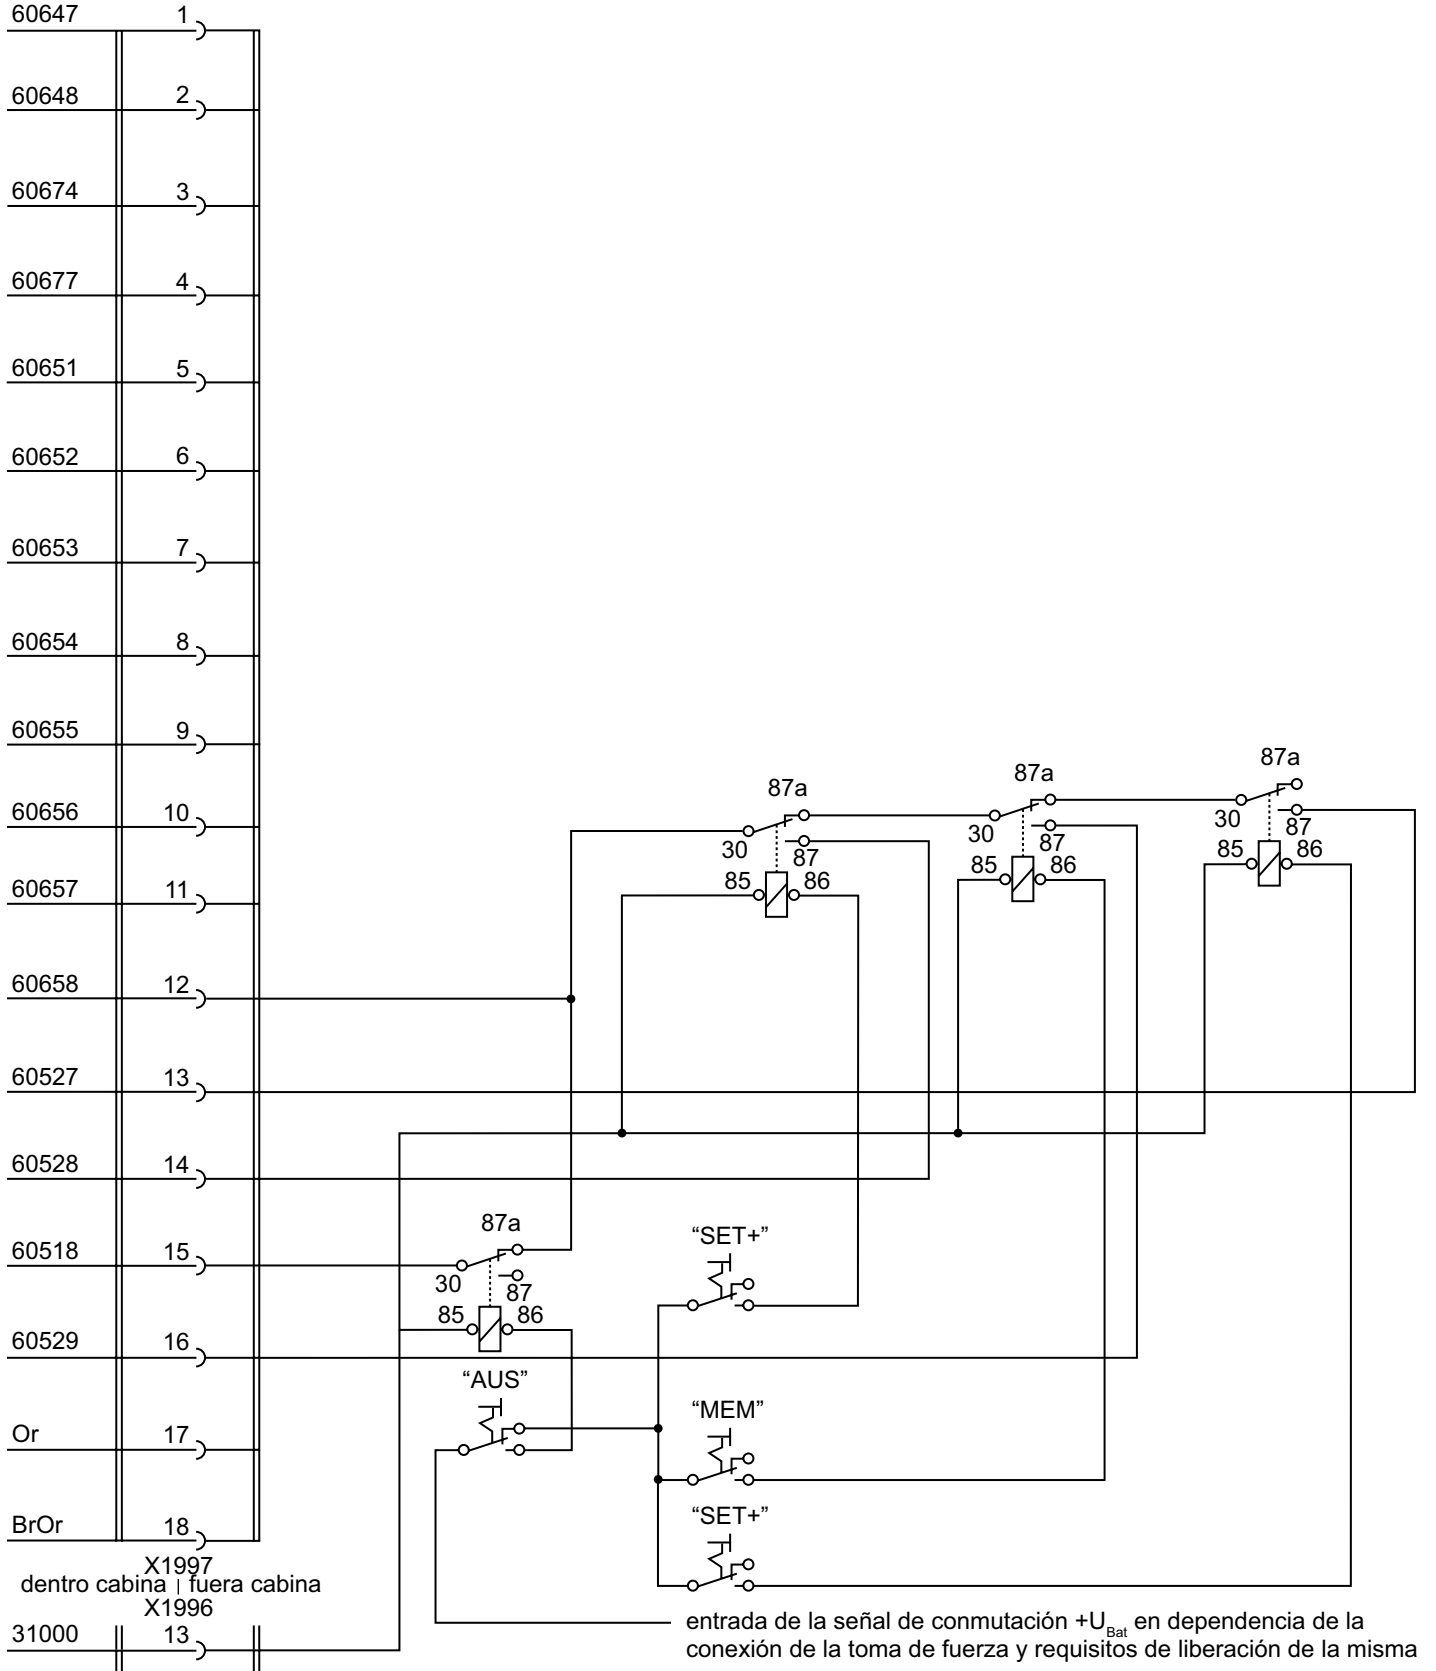 60647 1
60648 2
60674 3
60677 4
60651 5
60652 6
60653 7
60654 8
60655 9
87a
87a
87a
60656 10
30 87
30 87
30 87
85 86
85 86
85 86
60657 11
60658 12
60527 13
60528 14
87a
"SET+"
60518 15
30 87
85 86
60529 16
"AUS"
"MEM"
Or 17
"SET+"
BrOr 18
X1997
dentro cabina | fuera cabina
X1996
31000 13
entrada de la señal de conmutación +UBat en dependencia de la
conexión de la toma de fuerza y requisitos de liberación de la misma